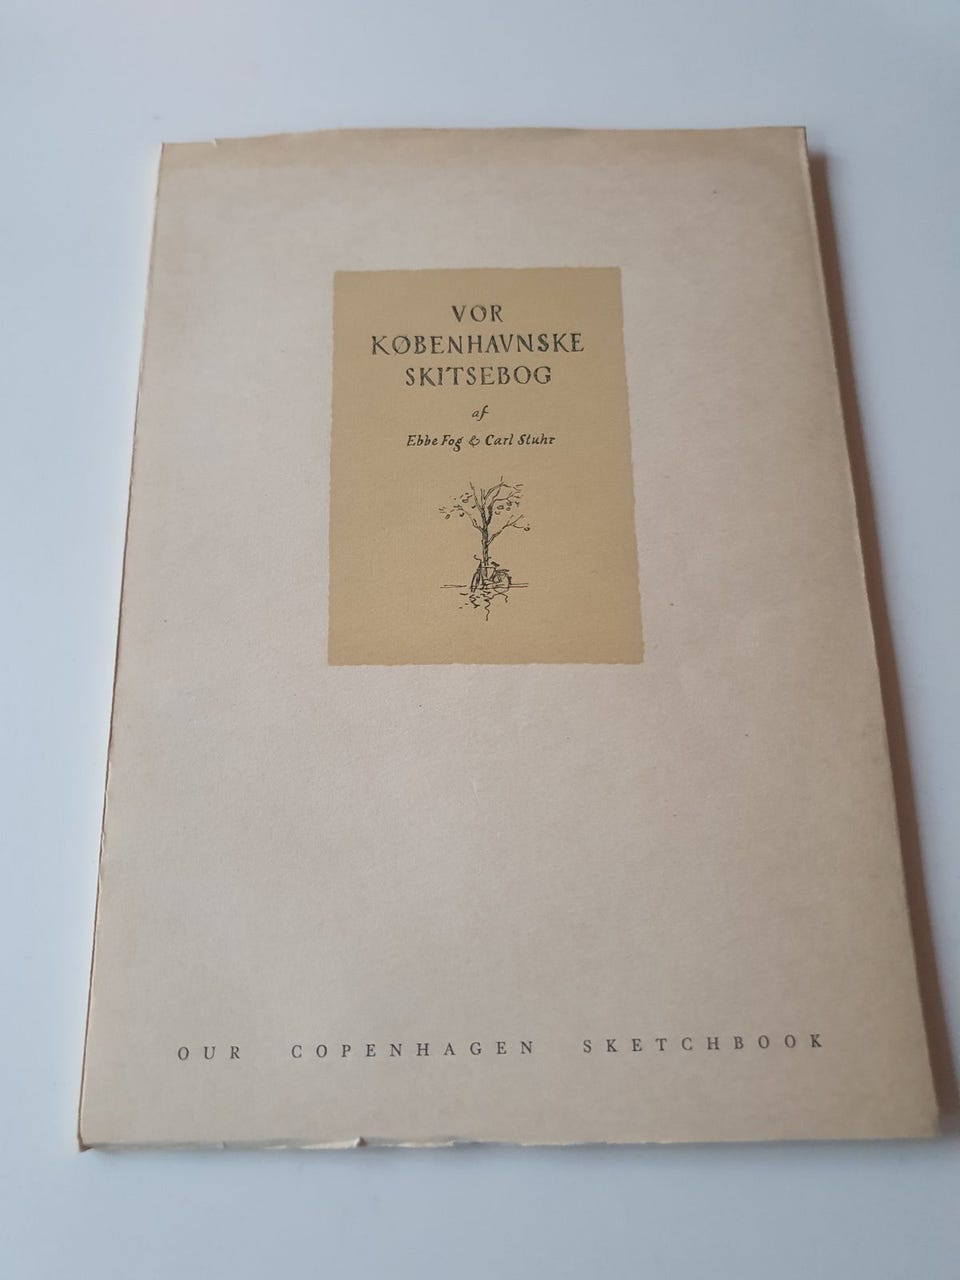 VOR
KØBENHAVNSKE
SKITSEBOG
af
Ebbe Fog & Carl Stuhr
OUR COPENHAGEN SKETCHBOOK